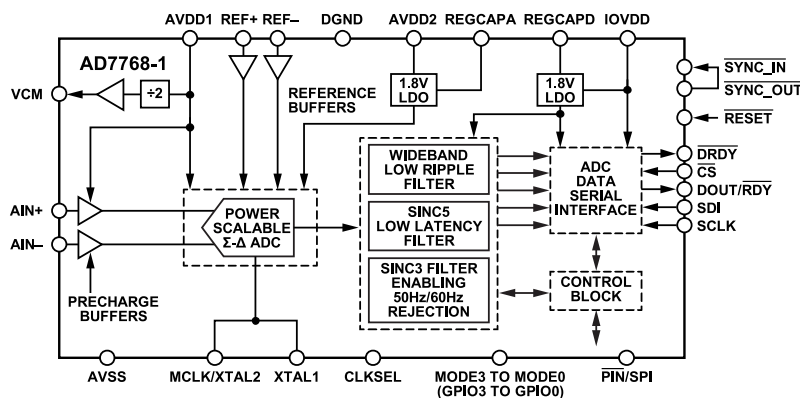 AVDD1 REF+ REF– DGND AVDD2 REGCAPA REGCAPD IOVDD
AD7768-1
VCM
÷2
1.8V
LDO
1.8V
LDO
REFERENCE
BUFFERS
SYNC_IN
SYNC_OUT
RESET
WIDEBAND
LOW RIPPLE
FILTER
ADC
DATA
SERIAL
INTERFACE
DRDY
CS
DOUT/RDY
SDI
SCLK
AIN+
AIN–
POWER
SCALABLE
Σ-Δ ADC
SINC5
LOW LATENCY
FILTER
PRECHARGE
BUFFERS
SINC3 FILTER
ENABLING
50Hz/60Hz
REJECTION
CONTROL
BLOCK
AVSS MCLK/XTAL2 XTAL1 CLKSEL MODE3 TO MODE0 PIN/SPI
(GPIO3 TO GPIO0)